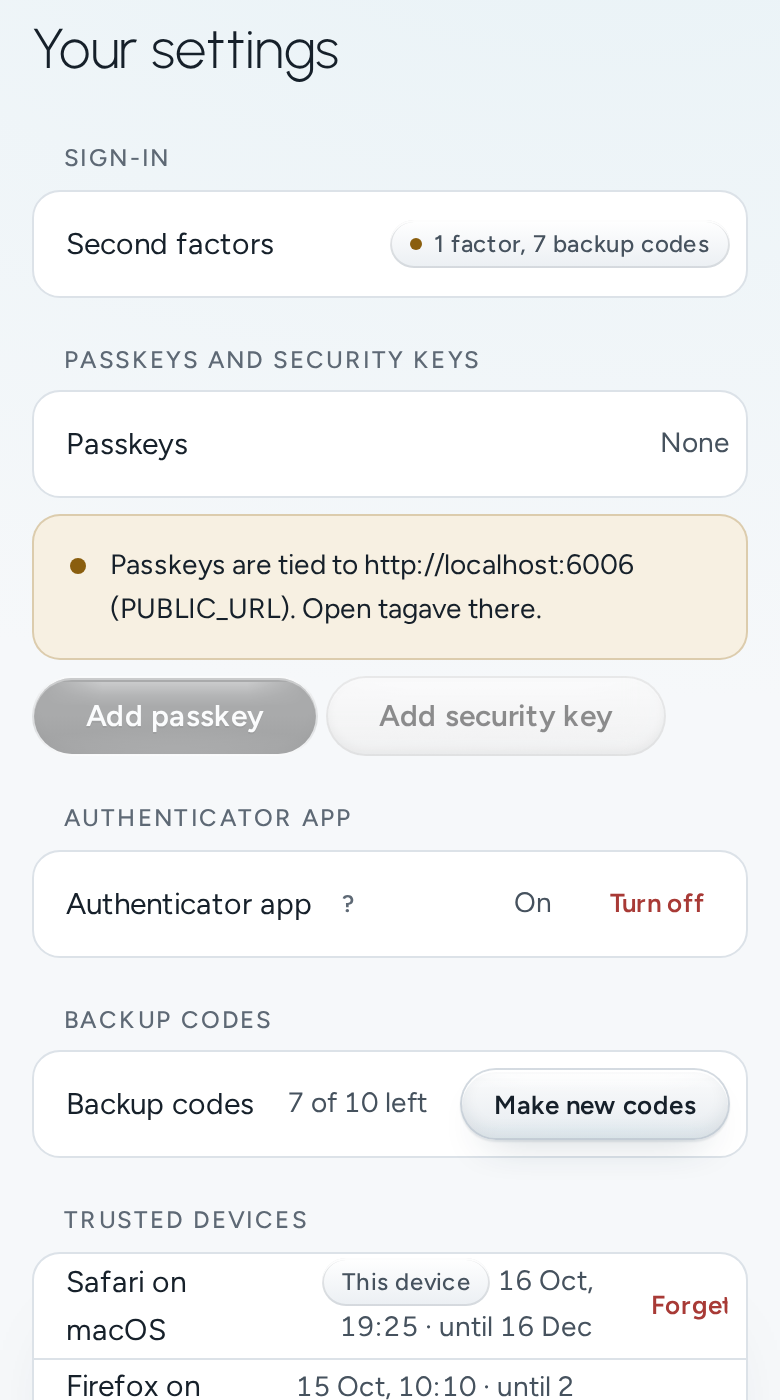 Your settings
SIGN-IN
Second factors
1 factor, 7 backup codes
PASSKEYS AND SECURITY KEYS
Passkeys
None
Passkeys are tied to http://localhost:6006
(PUBLIC_URL). Open tagave there.
Add passkey
Add security key
AUTHENTICATOR APP
Authenticator app
?
On
Turn off
BACKUP CODES
Backup codes
7 of 10 left
Make new codes
TRUSTED DEVICES
Safari on
macOS
This device
16 Oct,
19:25 · until 16 Dec
Forget
Firefox on
15 Oct, 10:10 · until 2